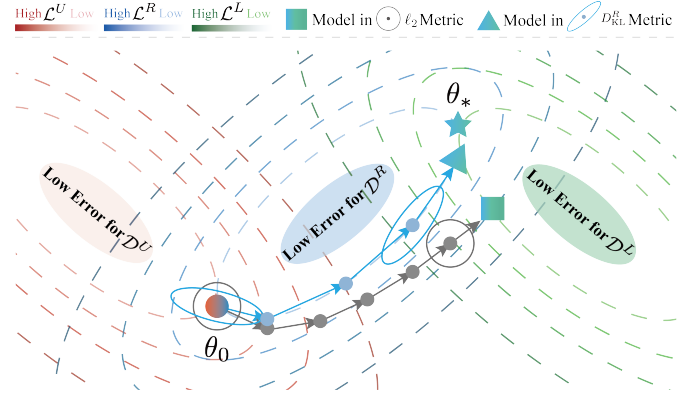 High 𝓛^U Low High 𝓛^R Low High 𝓛^L Low Model in ℓ₂ Metric Model in D^R_KL Metric
θ_*
Low Error for 𝒟^U
Low Error for 𝒟^R
Low Error for 𝒟^L
θ₀